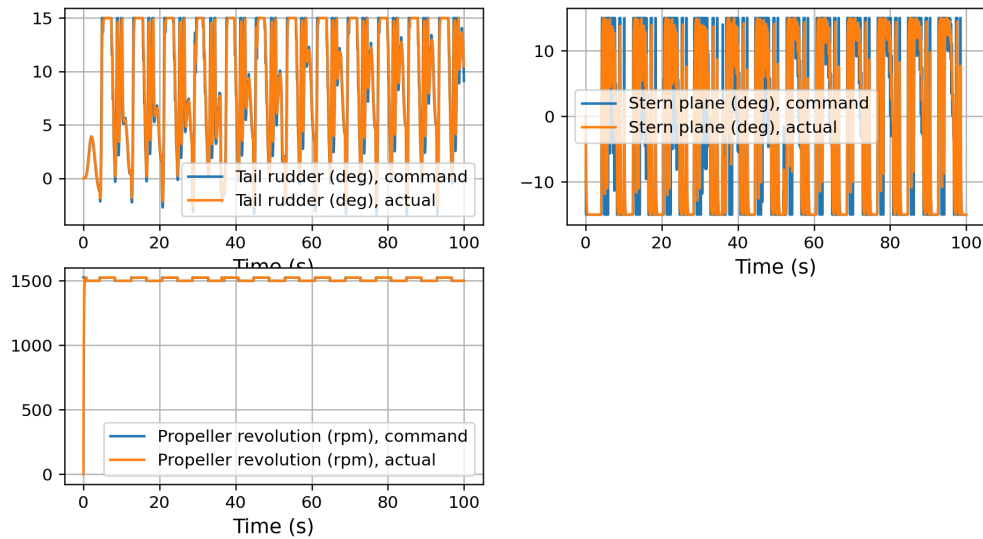 15
10
5
0
Tail rudder (deg), command
Tail rudder (deg), actual
0 20 40 60 80 100
Time (s)
10
0
−10
Stern plane (deg), command
Stern plane (deg), actual
0 20 40 60 80 100
Time (s)
1500
1000
500
0
Propeller revolution (rpm), command
Propeller revolution (rpm), actual
0 20 40 60 80 100
Time (s)